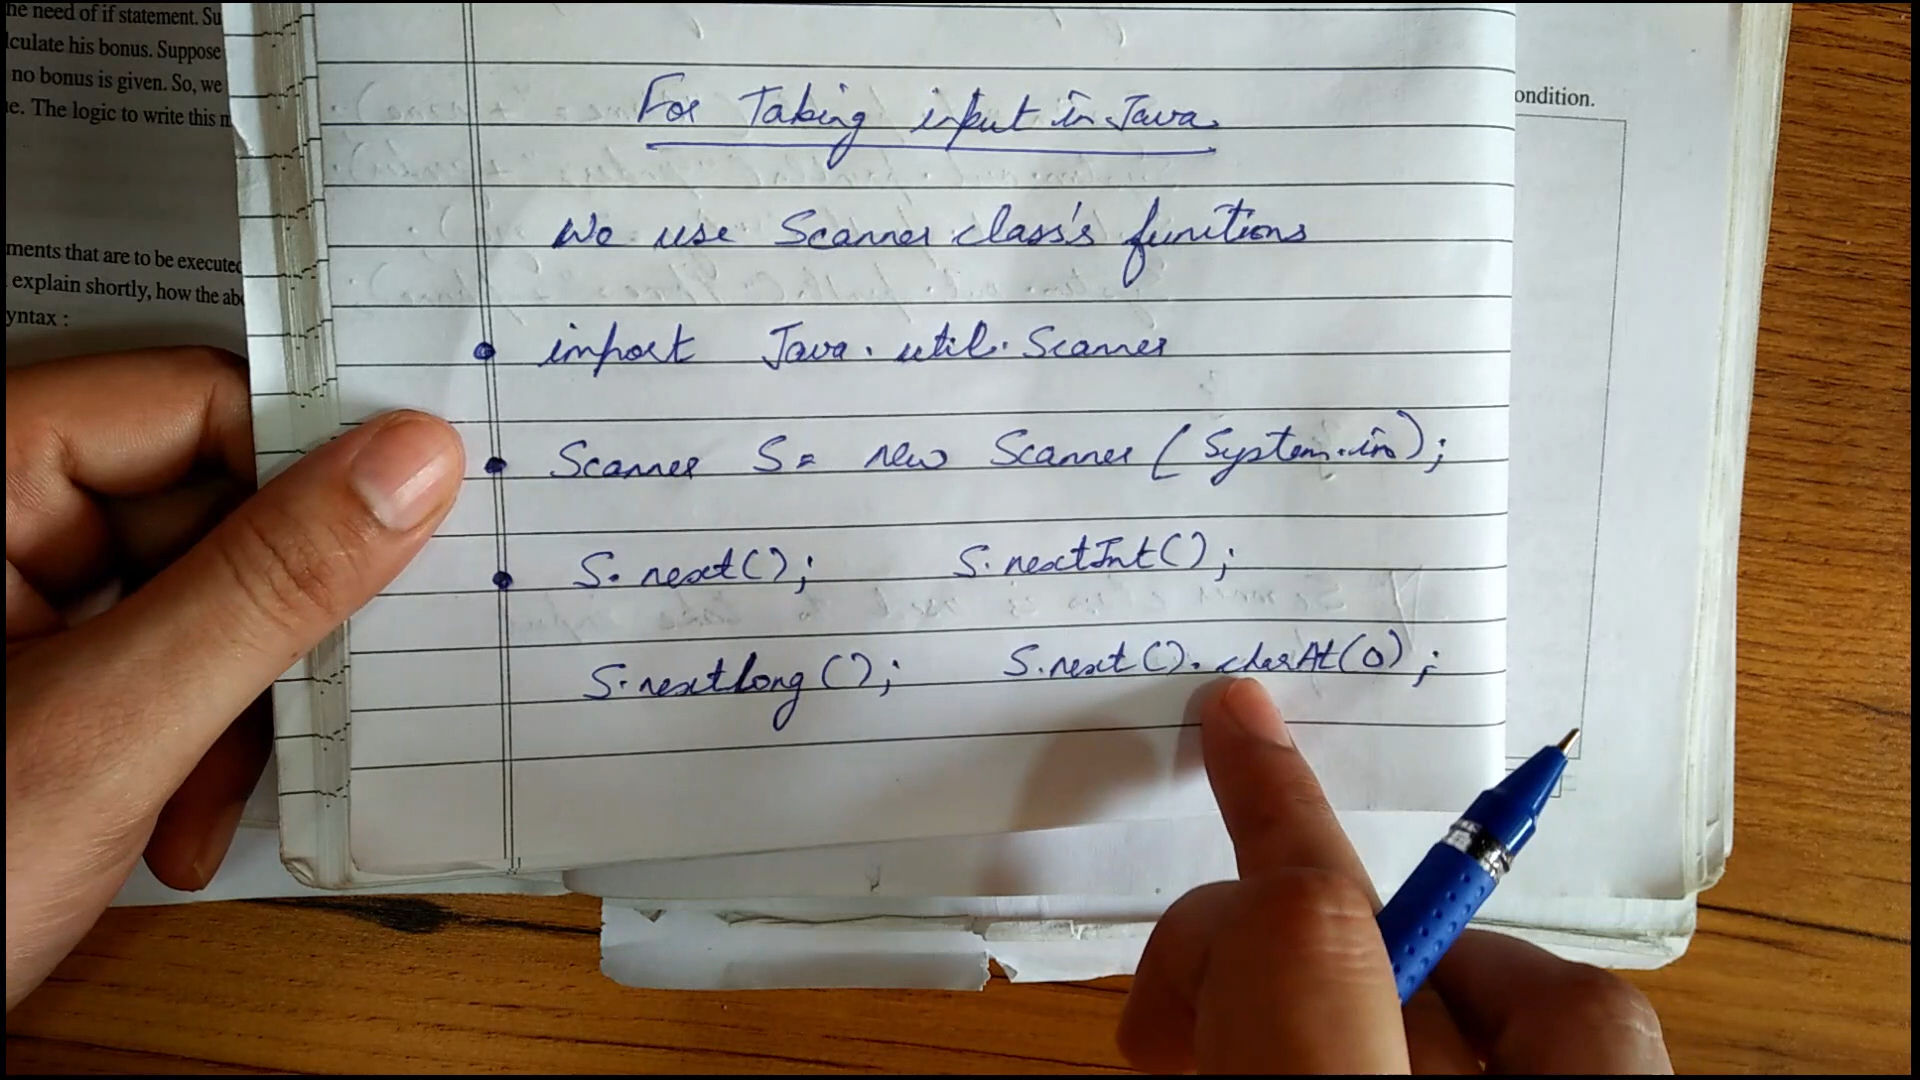 he need of if statement. Su
lculate his bonus. Suppose
no bonus is given. So, we
e. The logic to write this m
ments that are to be executed
explain shortly, how the ab
yntax :
ondition.
For Taking input in Java.
We use Scanner class's functions
import Java.util.Scanner
Scanner S = new Scanner (System.in);
S.next(); S.nextInt();
S.nextLong(); S.next().charAt(0);